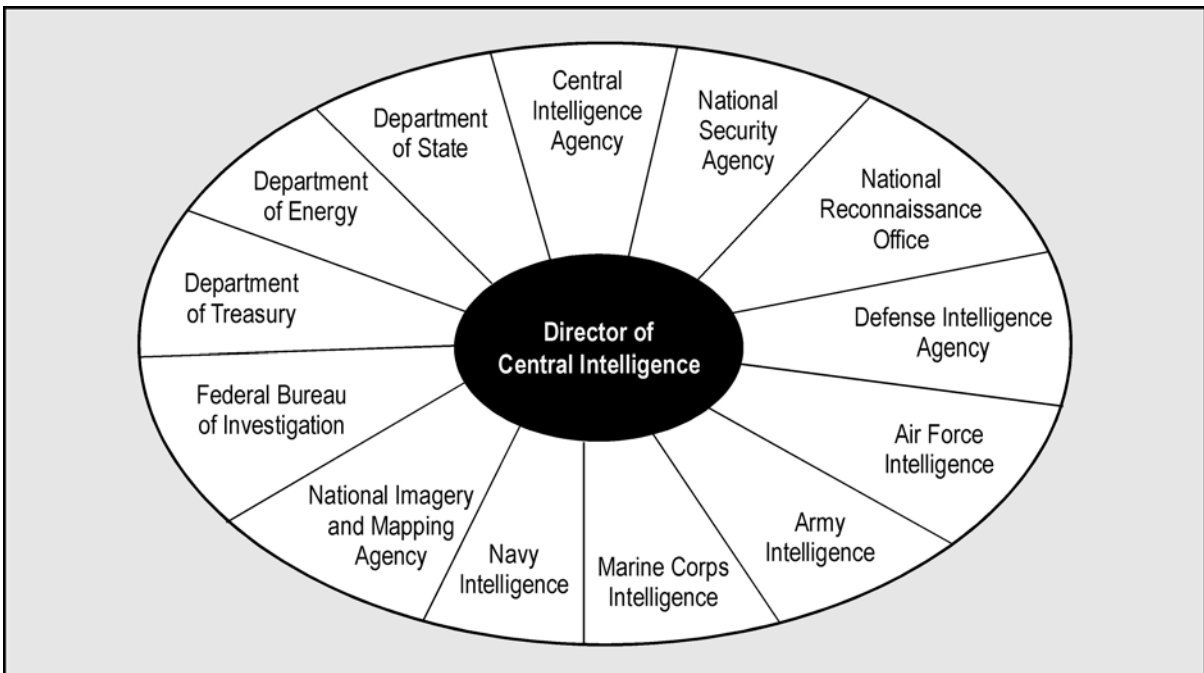 Central
Intelligence
Agency
National
Security
Agency
National
Reconnaissance
Office
Defense Intelligence
Agency
Air Force
Intelligence
Army
Intelligence
Marine Corps
Intelligence
Navy
Intelligence
National Imagery
and Mapping
Agency
Federal Bureau
of Investigation
Department
of Treasury
Department
of Energy
Department
of State
Director of
Central Intelligence